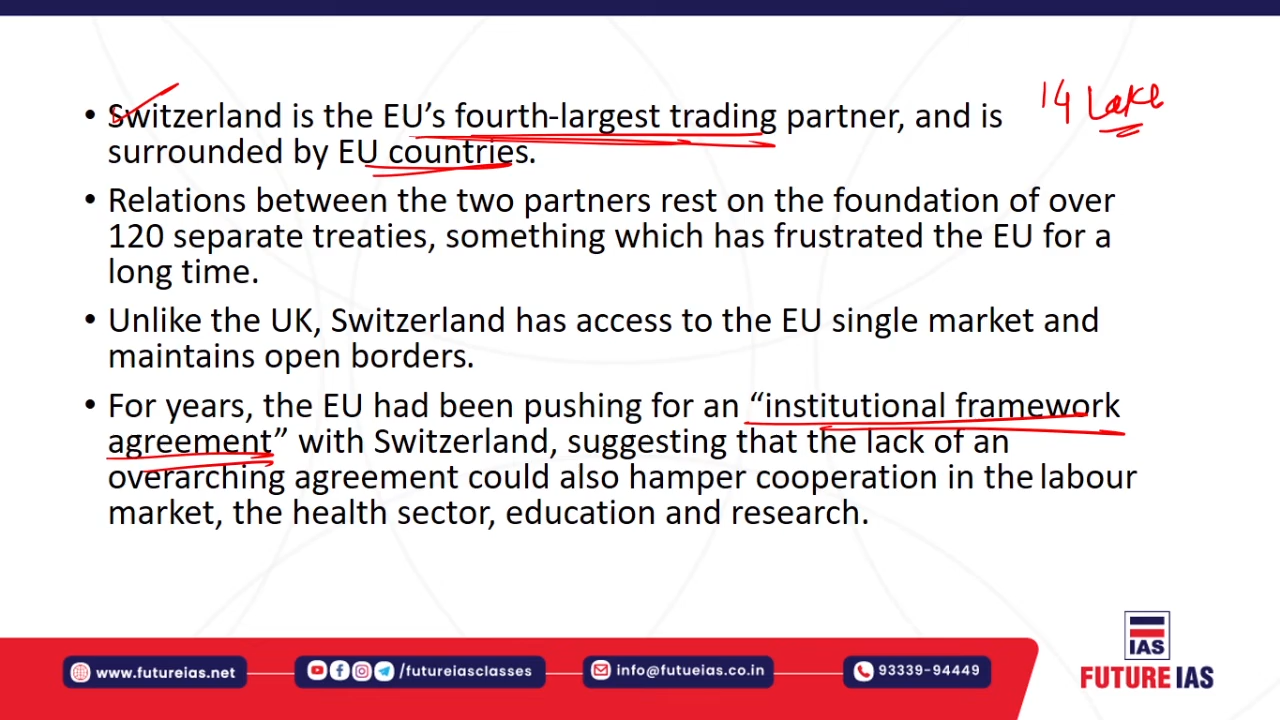 • Switzerland is the EU’s fourth-largest trading partner, and is
surrounded by EU countries.
14 Lake
• Relations between the two partners rest on the foundation of over
120 separate treaties, something which has frustrated the EU for a
long time.
• Unlike the UK, Switzerland has access to the EU single market and
maintains open borders.
• For years, the EU had been pushing for an “institutional framework
agreement” with Switzerland, suggesting that the lack of an
overarching agreement could also hamper cooperation in the labour
market, the health sector, education and research.
IAS
FUTURE IAS
www.futureias.net
/futureiasclasses
info@futueias.co.in
93339-94449